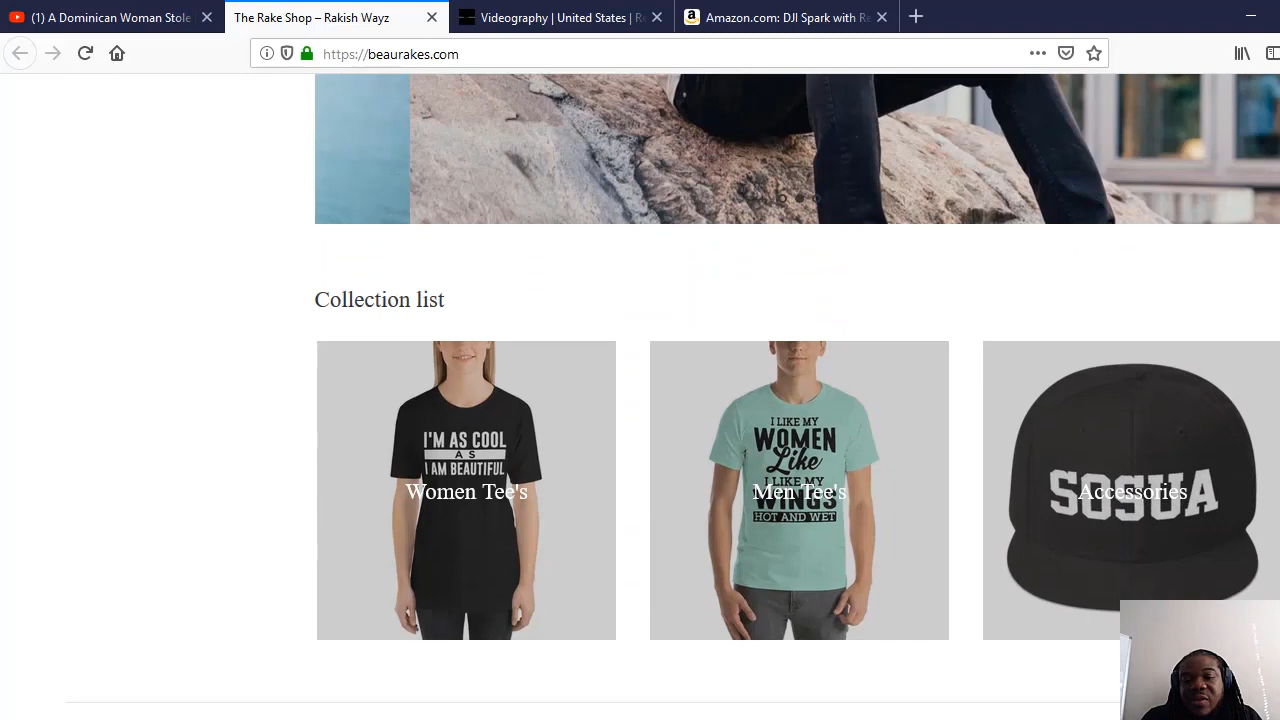 (1) A Dominican Woman Stole
The Rake Shop – Rakish Wayz
Videography | United States | R
Amazon.com: DJI Spark with Re
https://beaurakes.com
Collection list
I'M AS COOL
AS
I AM BEAUTIFUL
Women Tee's
I LIKE MY
WOMEN
Like
I LIKE MY
WINGS
HOT AND WET
Men Tee's
SOSUA
Accessories